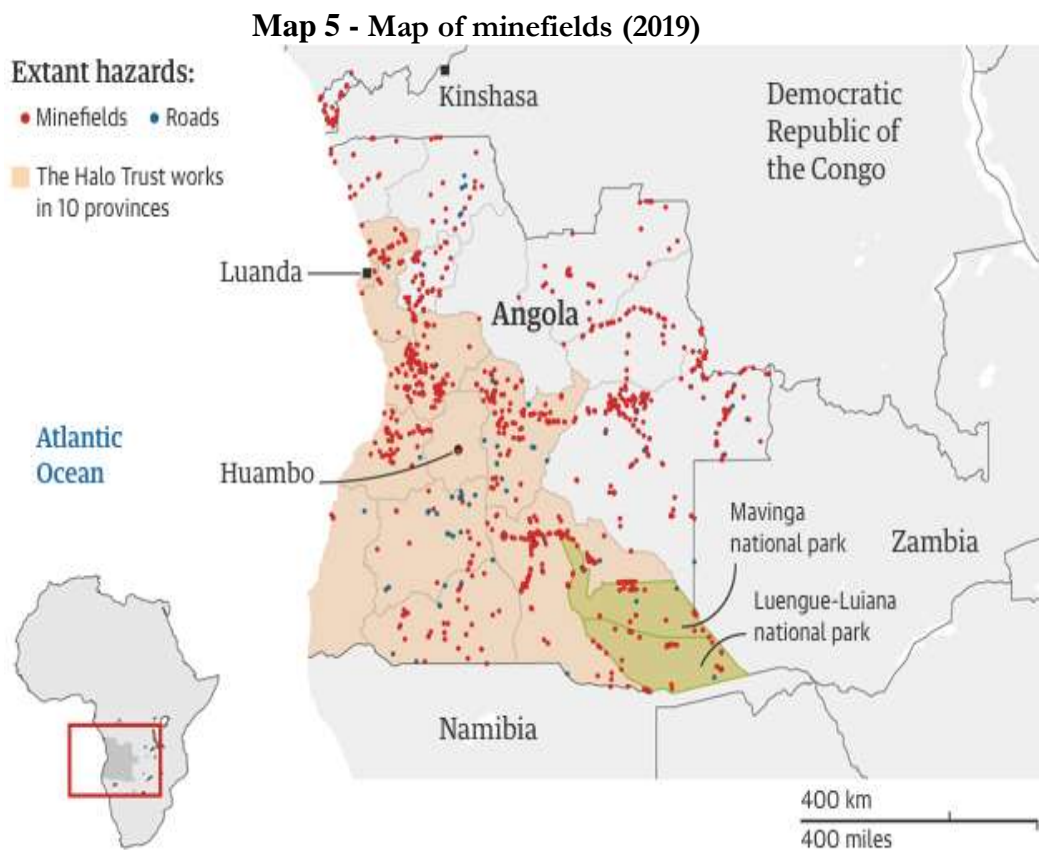 Map 5 - Map of minefields (2019)
Extant hazards:
Minefields Roads
The Halo Trust works
in 10 provinces
Kinshasa
Democratic
Republic of
the Congo
Luanda
Angola
Atlantic
Ocean
Huambo
Mavinga
national park
Zambia
Luengue-Luiana
national park
Namibia
400 km
400 miles